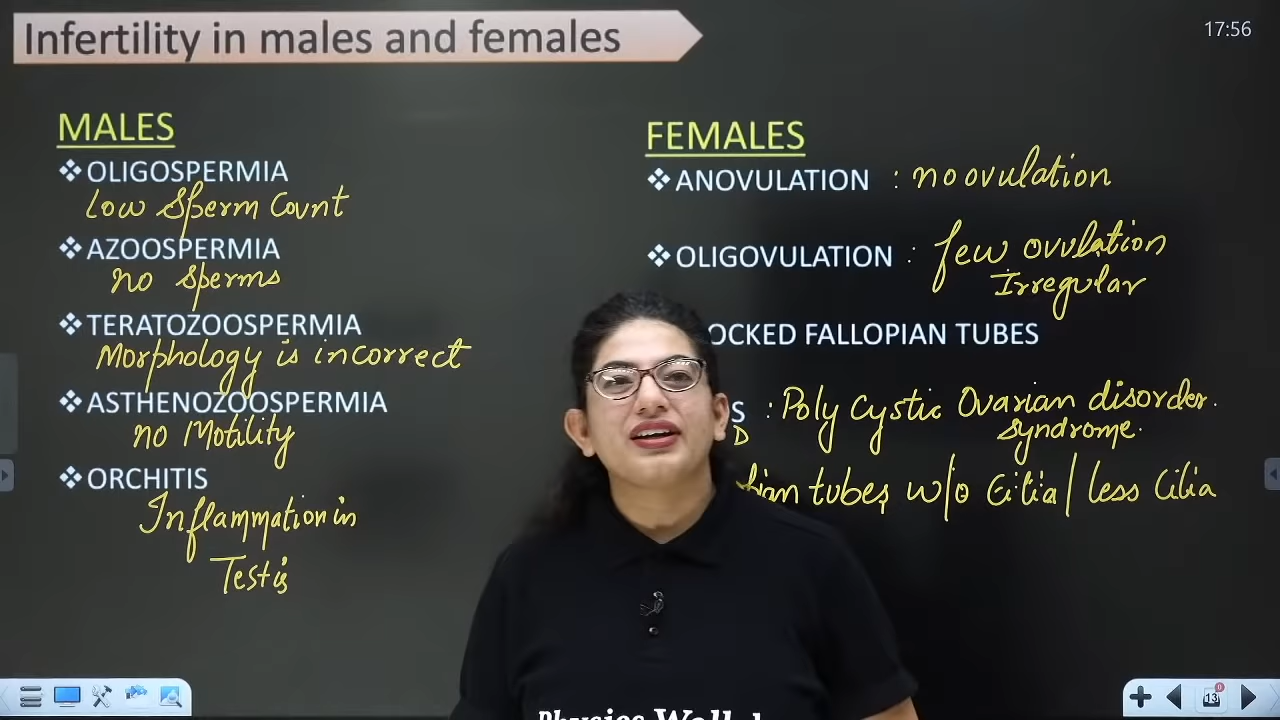 Infertility in males and females
17:56
MALES
❖ OLIGOSPERMIA
Low Sperm Count
❖ AZOOSPERMIA
no sperms
❖ TERATOZOOSPERMIA
Morphology is incorrect
❖ ASTHENOZOOSPERMIA
no Motility
❖ ORCHITIS
Inflammation in
Testis
FEMALES
❖ ANOVULATION : no ovulation
❖ OLIGOVULATION : few ovulation
Irregular
OCKED FALLOPIAN TUBES
S : Poly Cystic Ovarian disorder.
D syndrome.
tubes w/o Cilia / less Cilia
13
Physics